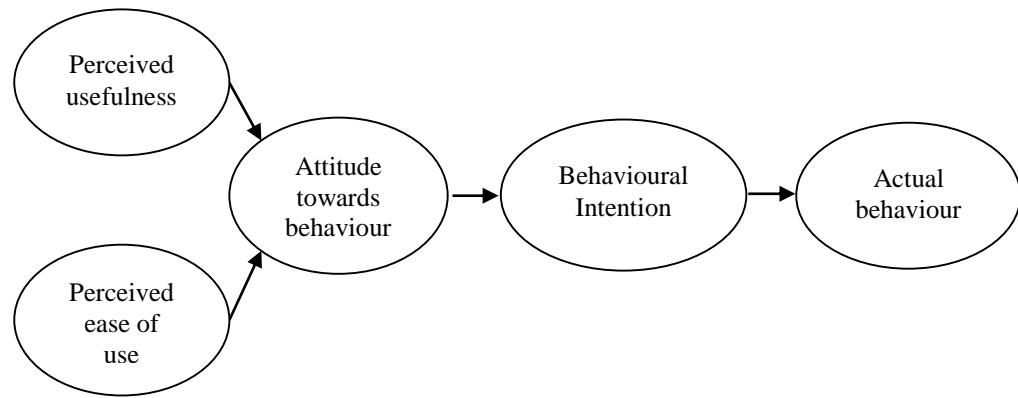 Perceived
usefulness
Perceived
ease of
use
Attitude
towards
behaviour
Behavioural
Intention
Actual
behaviour